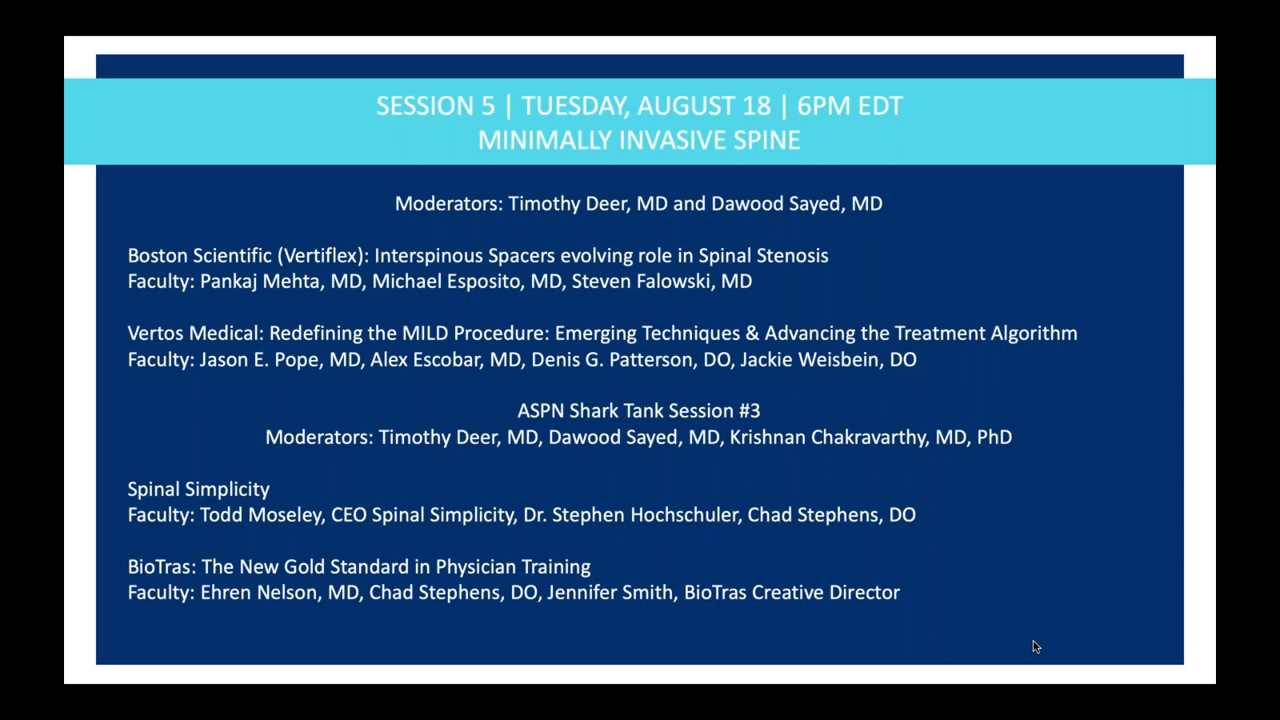 SESSION 5 | TUESDAY, AUGUST 18 | 6PM EDT
MINIMALLY INVASIVE SPINE
Moderators: Timothy Deer, MD and Dawood Sayed, MD
Boston Scientific (Vertiflex): Interspinous Spacers evolving role in Spinal Stenosis
Faculty: Pankaj Mehta, MD, Michael Esposito, MD, Steven Falowski, MD
Vertos Medical: Redefining the MILD Procedure: Emerging Techniques & Advancing the Treatment Algorithm
Faculty: Jason E. Pope, MD, Alex Escobar, MD, Denis G. Patterson, DO, Jackie Weisbein, DO
ASPN Shark Tank Session #3
Moderators: Timothy Deer, MD, Dawood Sayed, MD, Krishnan Chakravarthy, MD, PhD
Spinal Simplicity
Faculty: Todd Moseley, CEO Spinal Simplicity, Dr. Stephen Hochschuler, Chad Stephens, DO
BioTras: The New Gold Standard in Physician Training
Faculty: Ehren Nelson, MD, Chad Stephens, DO, Jennifer Smith, BioTras Creative Director